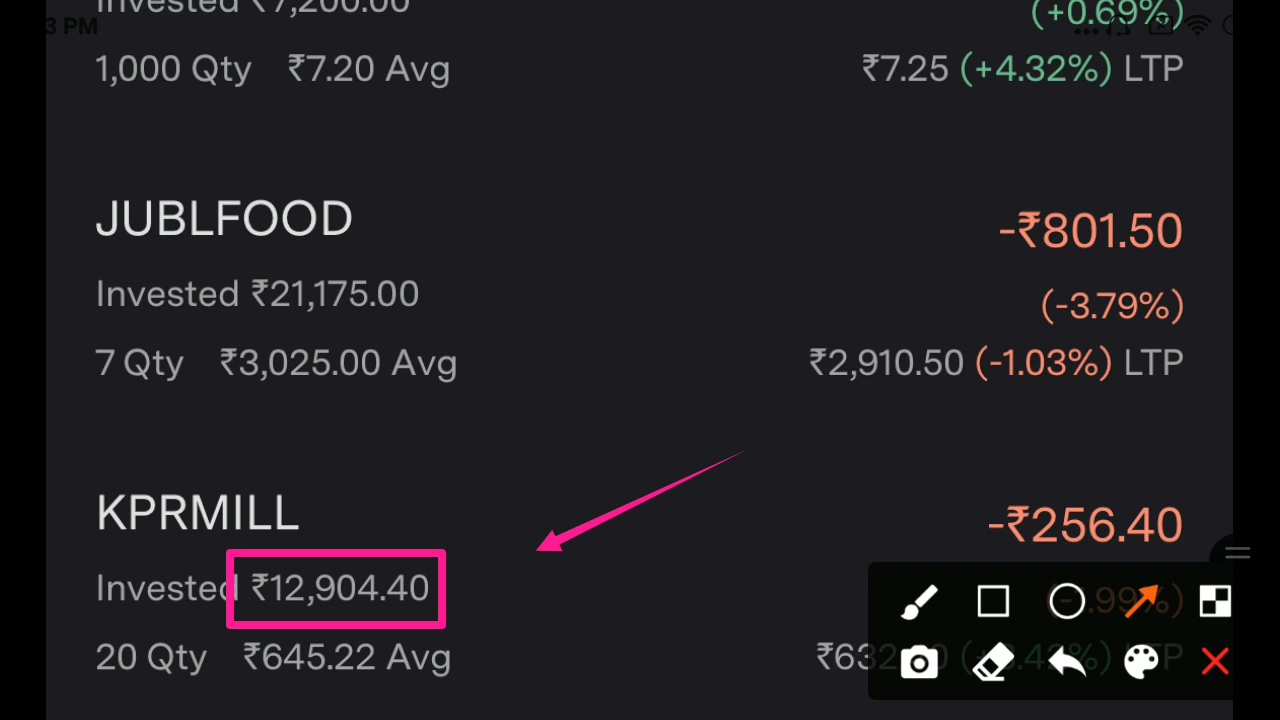 Invested ₹7,200.00
(+0.69%)
3 PM
1,000 Qty ₹7.20 Avg ₹7.25 (+4.32%) LTP
JUBLFOOD -₹801.50
Invested ₹21,175.00 (-3.79%)
7 Qty ₹3,025.00 Avg ₹2,910.50 (-1.03%) LTP
KPRMILL -₹256.40
Invested ₹12,904.40
20 Qty ₹645.22 Avg